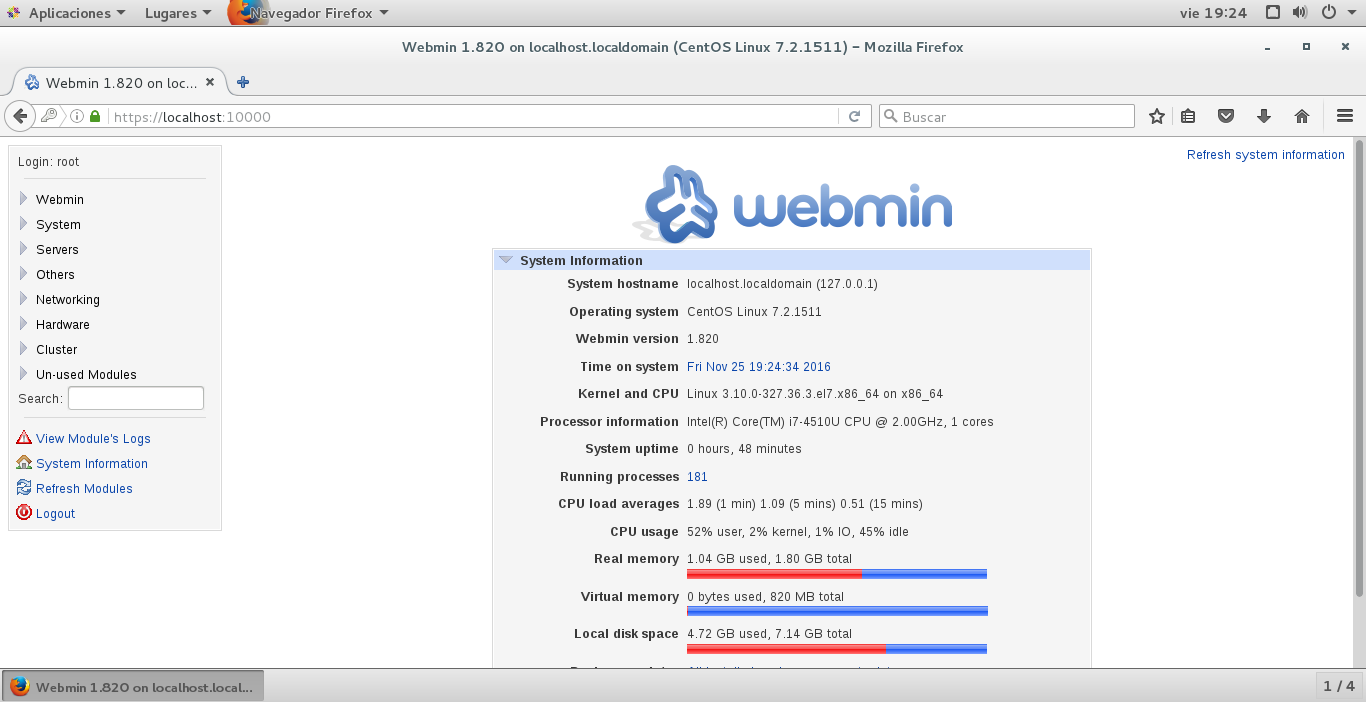 Aplicaciones Lugares Navegador Firefox vie 19:24
Webmin 1.820 on localhost.localdomain (CentOS Linux 7.2.1511) – Mozilla Firefox
Webmin 1.820 on loc...
https://localhost:10000 Buscar
Login: root
Webmin
System
Servers
Others
Networking
Hardware
Cluster
Un-used Modules
Search:
View Module's Logs
System Information
Refresh Modules
Logout
Refresh system information
webmin
System Information
System hostname localhost.localdomain (127.0.0.1)
Operating system CentOS Linux 7.2.1511
Webmin version 1.820
Time on system Fri Nov 25 19:24:34 2016
Kernel and CPU Linux 3.10.0-327.36.3.el7.x86_64 on x86_64
Processor information Intel(R) Core(TM) i7-4510U CPU @ 2.00GHz, 1 cores
System uptime 0 hours, 48 minutes
Running processes 181
CPU load averages 1.89 (1 min) 1.09 (5 mins) 0.51 (15 mins)
CPU usage 52% user, 2% kernel, 1% IO, 45% idle
Real memory 1.04 GB used, 1.80 GB total
Virtual memory 0 bytes used, 820 MB total
Local disk space 4.72 GB used, 7.14 GB total
Webmin 1.820 on localhost.local... 1 / 4